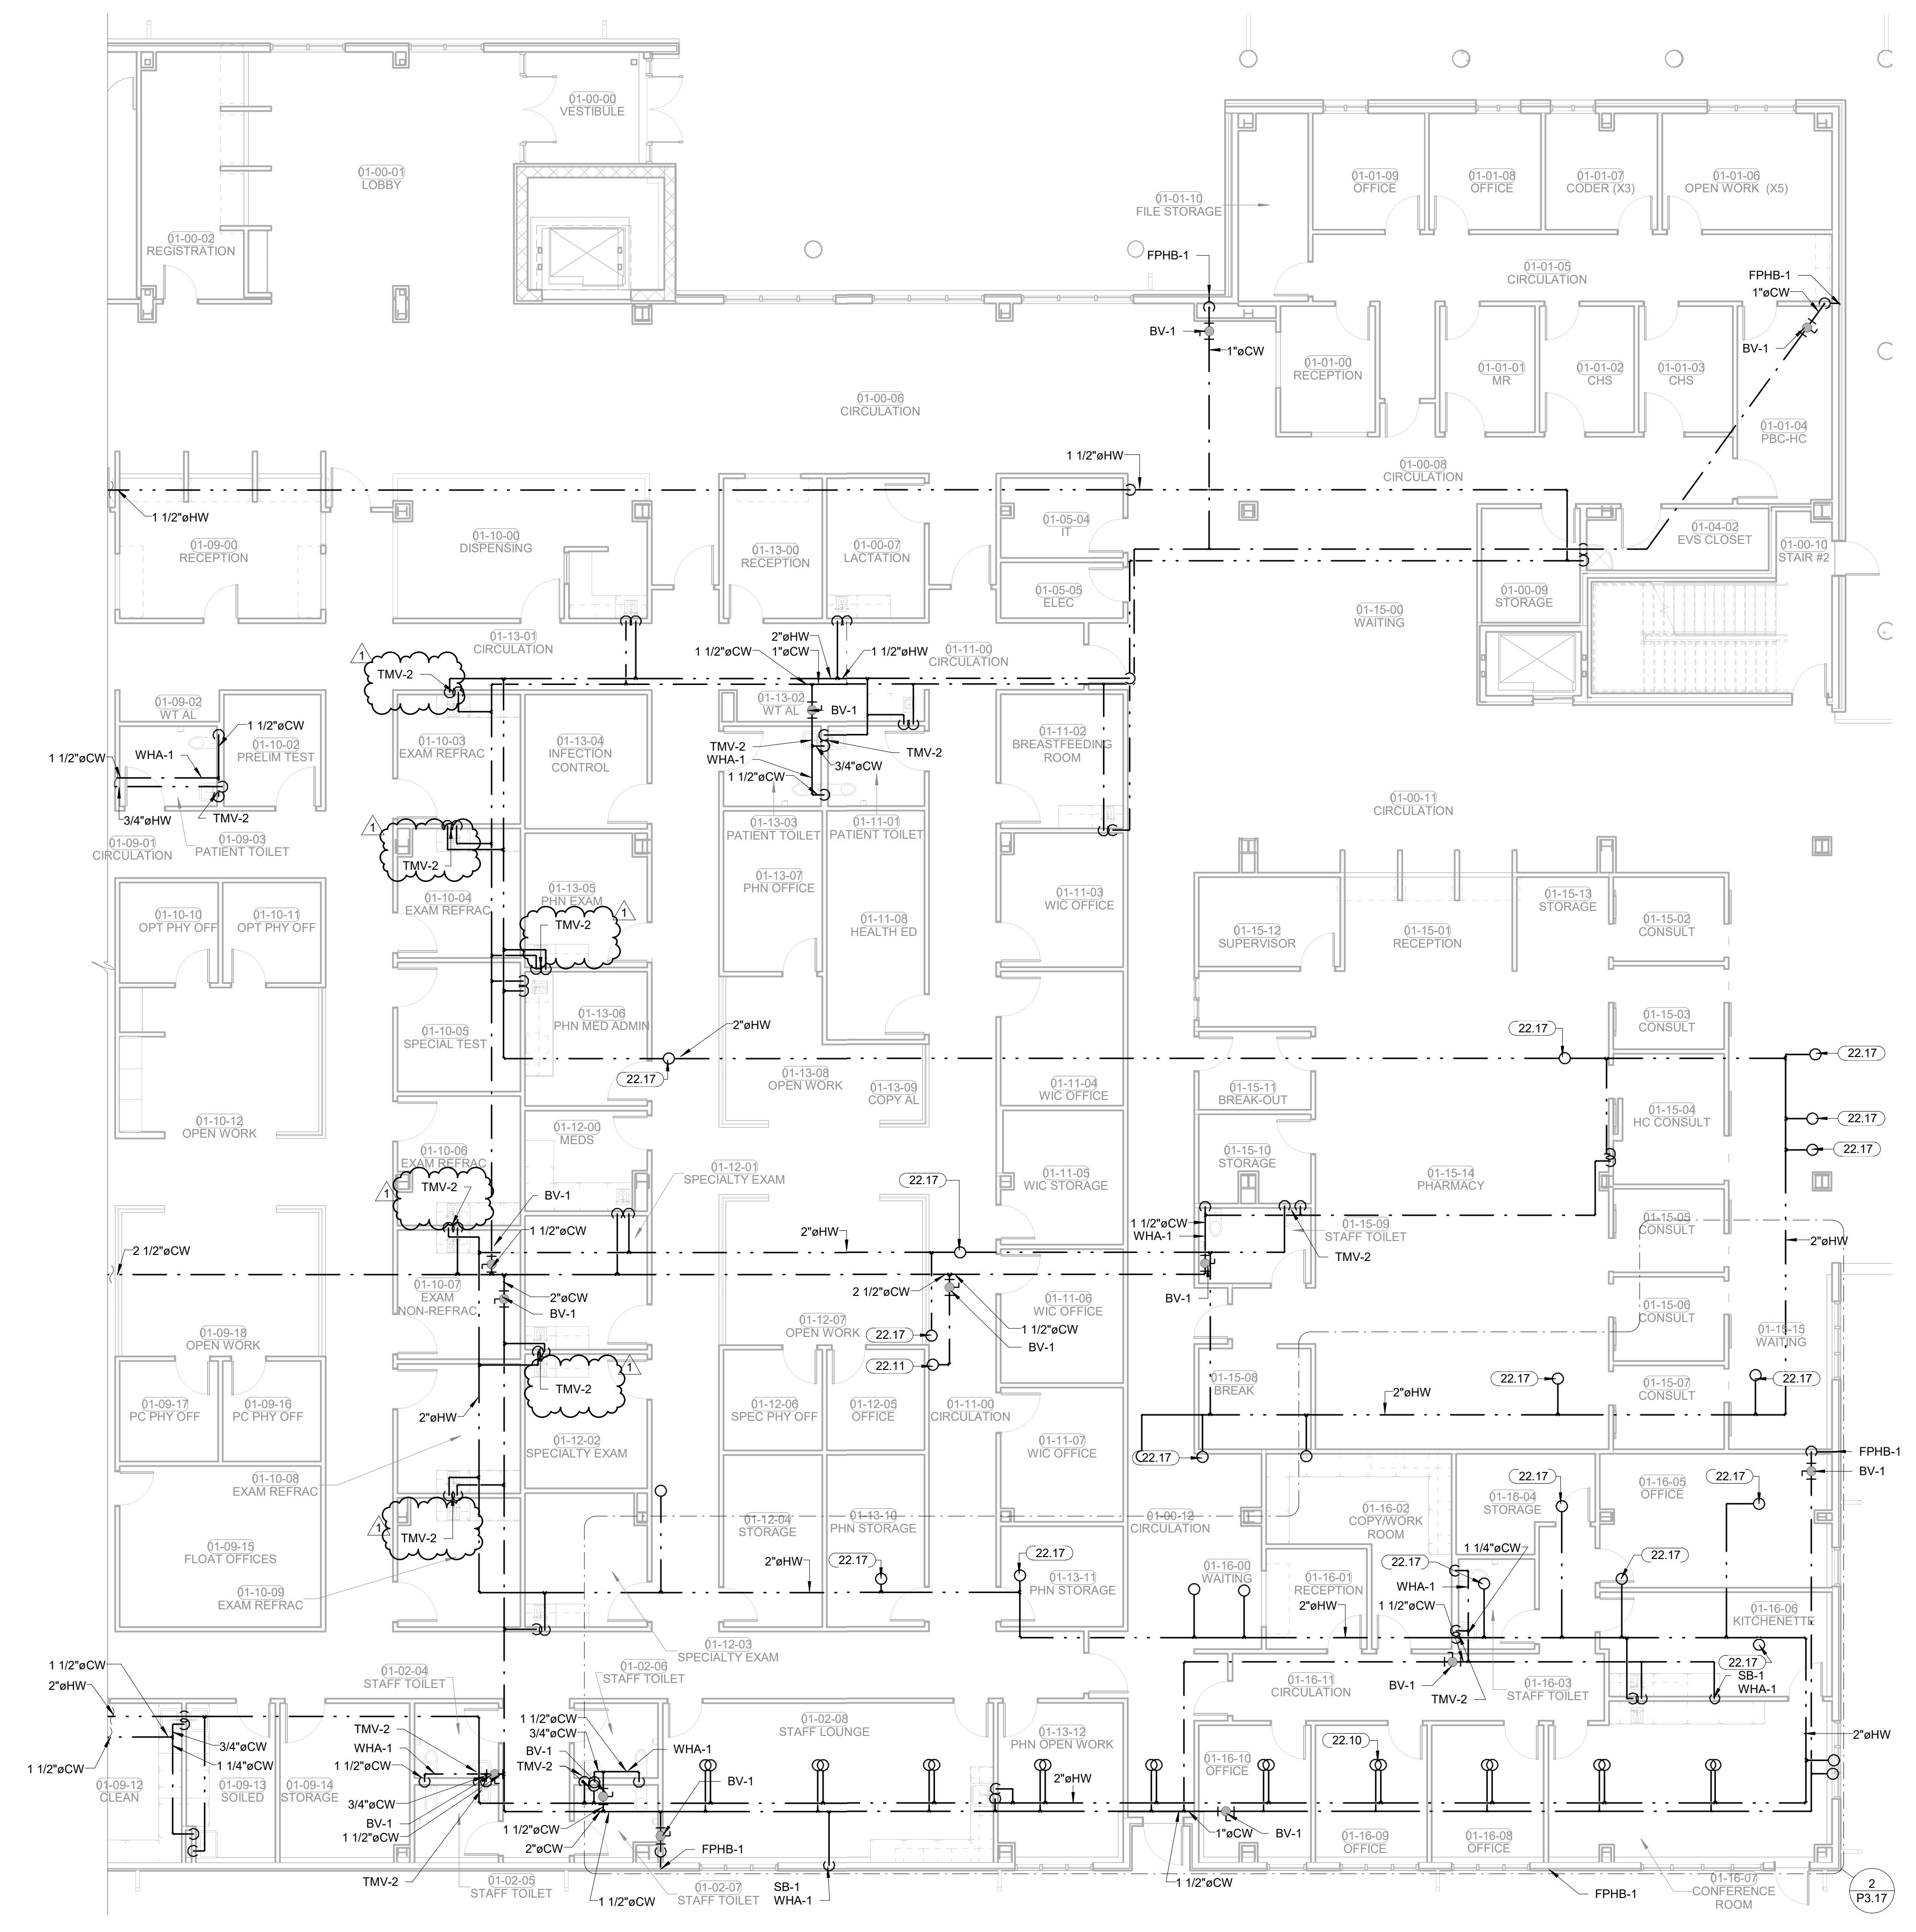 01-00-00
VESTIBULE
01-00-01
LOBBY
01-00-02
REGISTRATION
01-01-10
FILE STORAGE
01-01-09
OFFICE
01-01-08
OFFICE
01-01-07
CODER (X3)
01-01-06
OPEN WORK (X5)
FPHB-1
BV-1
1"øCW
01-01-05
CIRCULATION
FPHB-1
1"øCW
BV-1
01-01-00
RECEPTION
01-01-01
MR
01-01-02
CHS
01-01-03
CHS
01-01-04
PBC-HC
01-00-06
CIRCULATION
1 1/2"øHW
01-00-08
CIRCULATION
1 1/2"øHW
01-09-00
RECEPTION
01-10-00
DISPENSING
01-13-00
RECEPTION
01-00-07
LACTATION
01-05-04
IT
01-05-05
ELEC
01-04-02
EVS CLOSET
01-00-10
STAIR #2
01-00-09
STORAGE
01-15-00
WAITING
01-13-01
CIRCULATION
2"øHW
1 1/2"øCW
1"øCW
1 1/2"øHW
01-11-00
CIRCULATION
1
TMV-2
01-09-02
WT AL
1 1/2"øCW
WHA-1
1 1/2"øCW
01-10-02
PRELIM TEST
3/4"øHW
TMV-2
01-09-01
CIRCULATION
01-09-03
PATIENT TOILET
01-10-03
EXAM REFRAC
01-13-04
INFECTION
CONTROL
01-13-02
WT AL
BV-1
TMV-2
WHA-1
TMV-2
3/4"øCW
1 1/2"øCW
01-11-02
BREASTFEEDING
ROOM
01-13-03
PATIENT TOILET
01-11-01
PATIENT TOILET
01-00-11
CIRCULATION
1
TMV-2
01-10-04
EXAM REFRAC
01-13-05
PHN EXAM
1
TMV-2
01-13-07
PHN OFFICE
01-11-08
HEALTH ED
01-11-03
WIC OFFICE
01-15-12
SUPERVISOR
01-15-01
RECEPTION
01-15-13
STORAGE
01-15-02
CONSULT
01-10-10
OPT PHY OFF
01-10-11
OPT PHY OFF
01-10-05
SPECIAL TEST
01-13-06
PHN MED ADMIN
2"øHW
22.17
01-13-08
OPEN WORK
01-13-09
COPY AL
01-11-04
WIC OFFICE
22.17
01-15-03
CONSULT
22.17
01-15-11
BREAK-OUT
01-15-04
HC CONSULT
22.17
22.17
01-10-12
OPEN WORK
01-10-06
EXAM REFRAC
01-12-00
MEDS
01-12-01
SPECIALTY EXAM
01-11-05
WIC STORAGE
01-15-10
STORAGE
01-15-14
PHARMACY
1
TMV-2
BV-1
1 1/2"øCW
22.17
2"øHW
1 1/2"øCW
WHA-1
01-15-09
STAFF TOILET
TMV-2
BV-1
01-15-05
CONSULT
2"øHW
2 1/2"øCW
01-10-07
EXAM
NON-REFRAC
2"øCW
BV-1
2 1/2"øCW
01-11-06
WIC OFFICE
1 1/2"øCW
BV-1
22.17
22.11
01-12-07
OPEN WORK
01-15-06
CONSULT
01-15-15
WAITING
01-09-18
OPEN WORK
1
TMV-2
01-15-08
BREAK
22.17
01-15-07
CONSULT
22.17
2"øHW
01-09-17
PC PHY OFF
01-09-16
PC PHY OFF
2"øHW
01-12-02
SPECIALTY EXAM
01-12-06
SPEC PHY OFF
01-12-05
OFFICE
01-11-00
CIRCULATION
01-11-07
WIC OFFICE
22.17
FPHB-1
BV-1
01-10-08
EXAM REFRAC
1
TMV-2
01-09-15
FLOAT OFFICES
01-10-09
EXAM REFRAC
01-12-04
STORAGE
01-13-10
PHN STORAGE
2"øHW
22.17
22.17
01-13-11
PHN STORAGE
01-00-12
CIRCULATION
01-16-02
COPY/WORK
ROOM
01-16-04
STORAGE
22.17
01-16-05
OFFICE
22.17
01-16-00
WAITING
01-16-01
RECEPTION
2"øHW
1 1/4"øCW
22.17
WHA-1
1 1/2"øCW
22.17
01-16-06
KITCHENETTE
22.17
SB-1
WHA-1
01-12-03
SPECIALTY EXAM
BV-1
TMV-2
01-16-03
STAFF TOILET
01-16-11
CIRCULATION
2"øHW
1 1/2"øCW
2"øHW
01-02-04
STAFF TOILET
01-02-06
STAFF TOILET
1 1/2"øCW
3/4"øCW
1 1/4"øCW
01-09-12
CLEAN
01-09-13
SOILED
01-09-14
STORAGE
TMV-2
WHA-1
1 1/2"øCW
3/4"øCW
BV-1
1 1/2"øCW
TMV-2
1 1/2"øCW
3/4"øCW
BV-1
TMV-2
WHA-1
BV-1
01-02-08
STAFF LOUNGE
01-13-12
PHN OPEN WORK
2"øHW
01-16-10
OFFICE
22.10
1 1/2"øCW
2"øCW
FPHB-1
1"øCW
BV-1
01-16-09
OFFICE
01-16-08
OFFICE
01-02-05
STAFF TOILET
1 1/2"øCW
01-02-07
STAFF TOILET
SB-1
WHA-1
1 1/2"øCW
FPHB-1
01-16-07
CONFERENCE
ROOM
2
P3.17